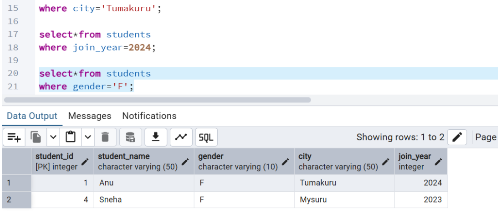 15 where city='Tumakuru';
16
17 select*from students
18 where join_year=2024;
19
20 select*from students
21 where gender='F';
Data Output Messages Notifications
SQL Showing rows: 1 to 2 Page
student_id student_name gender city join_year
[PK] integer character varying (50) character varying (10) character varying (50) integer
1 1 Anu F Tumakuru 2024
2 4 Sneha F Mysuru 2023